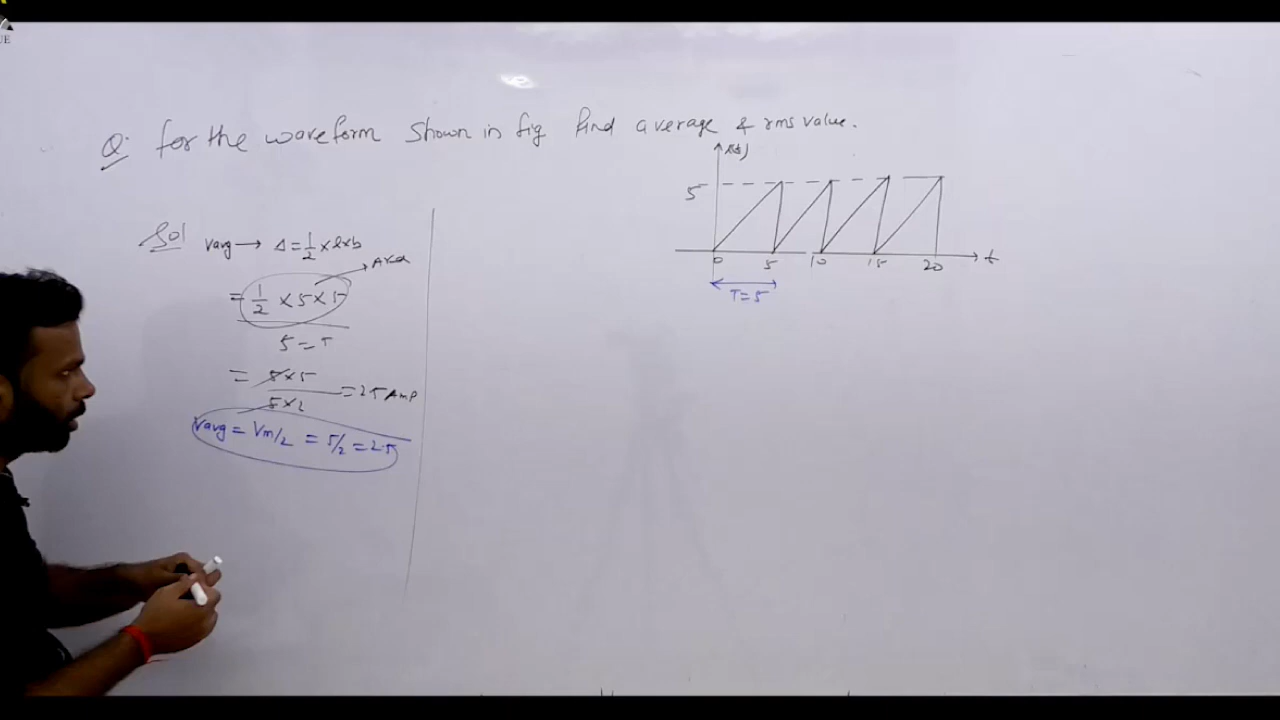 UE
Q: for the waveform shown in fig find average & rms value.
5
0 5 10 15 20 t
T=5
Sol Vavg → Δ = 1/2 × l × b
Area
= 1/2 × 5 × 5
5 = T
= 5×5
5×2
= 2.5 Amp
Vavg = Vm/2 = 5/2 = 2.5